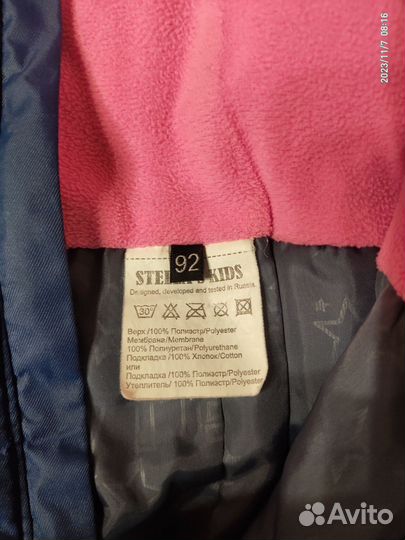 2023/11/7 08:16
92
KIDS
Designed, developed and tested in Russia.
30°
Верх /100% Полиэстр/Polyester
Мембрана/Membrane
100% Полиуретан/Polyurethane
Подкладка /100% Хлопок/Cotton
или
Подкладка /100% Полиэстр/Polyester
Утеплитель/ 100% Полиэстр/Polyester
Avito